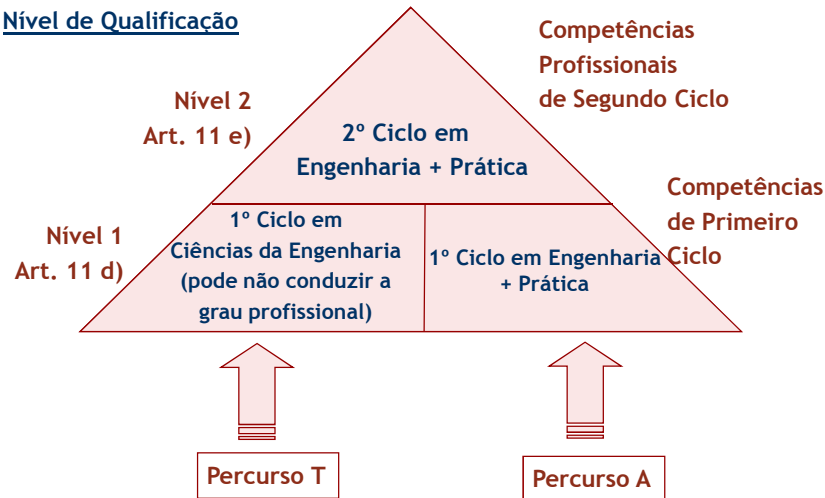 Nível de Qualificação
Competências
Profissionais
de Segundo Ciclo
Nível 2
Art. 11 e)
2º Ciclo em
Engenharia + Prática
Competências
de Primeiro
Ciclo
Nível 1
Art. 11 d)
1º Ciclo em
Ciências da Engenharia
(pode não conduzir a
grau profissional)
1º Ciclo em Engenharia
+ Prática
Percurso T
Percurso A